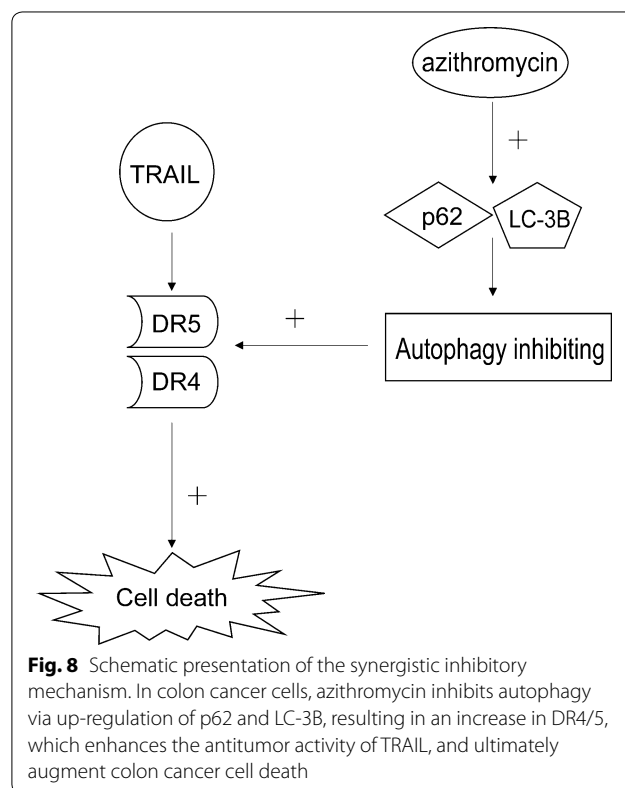 azithromycin
+
TRAIL
p62
LC-3B
DR5
+
Autophagy inhibiting
DR4
+
Cell death
Fig. 8 Schematic presentation of the synergistic inhibitory
mechanism. In colon cancer cells, azithromycin inhibits autophagy
via up-regulation of p62 and LC-3B, resulting in an increase in DR4/5,
which enhances the antitumor activity of TRAIL, and ultimately
augment colon cancer cell death